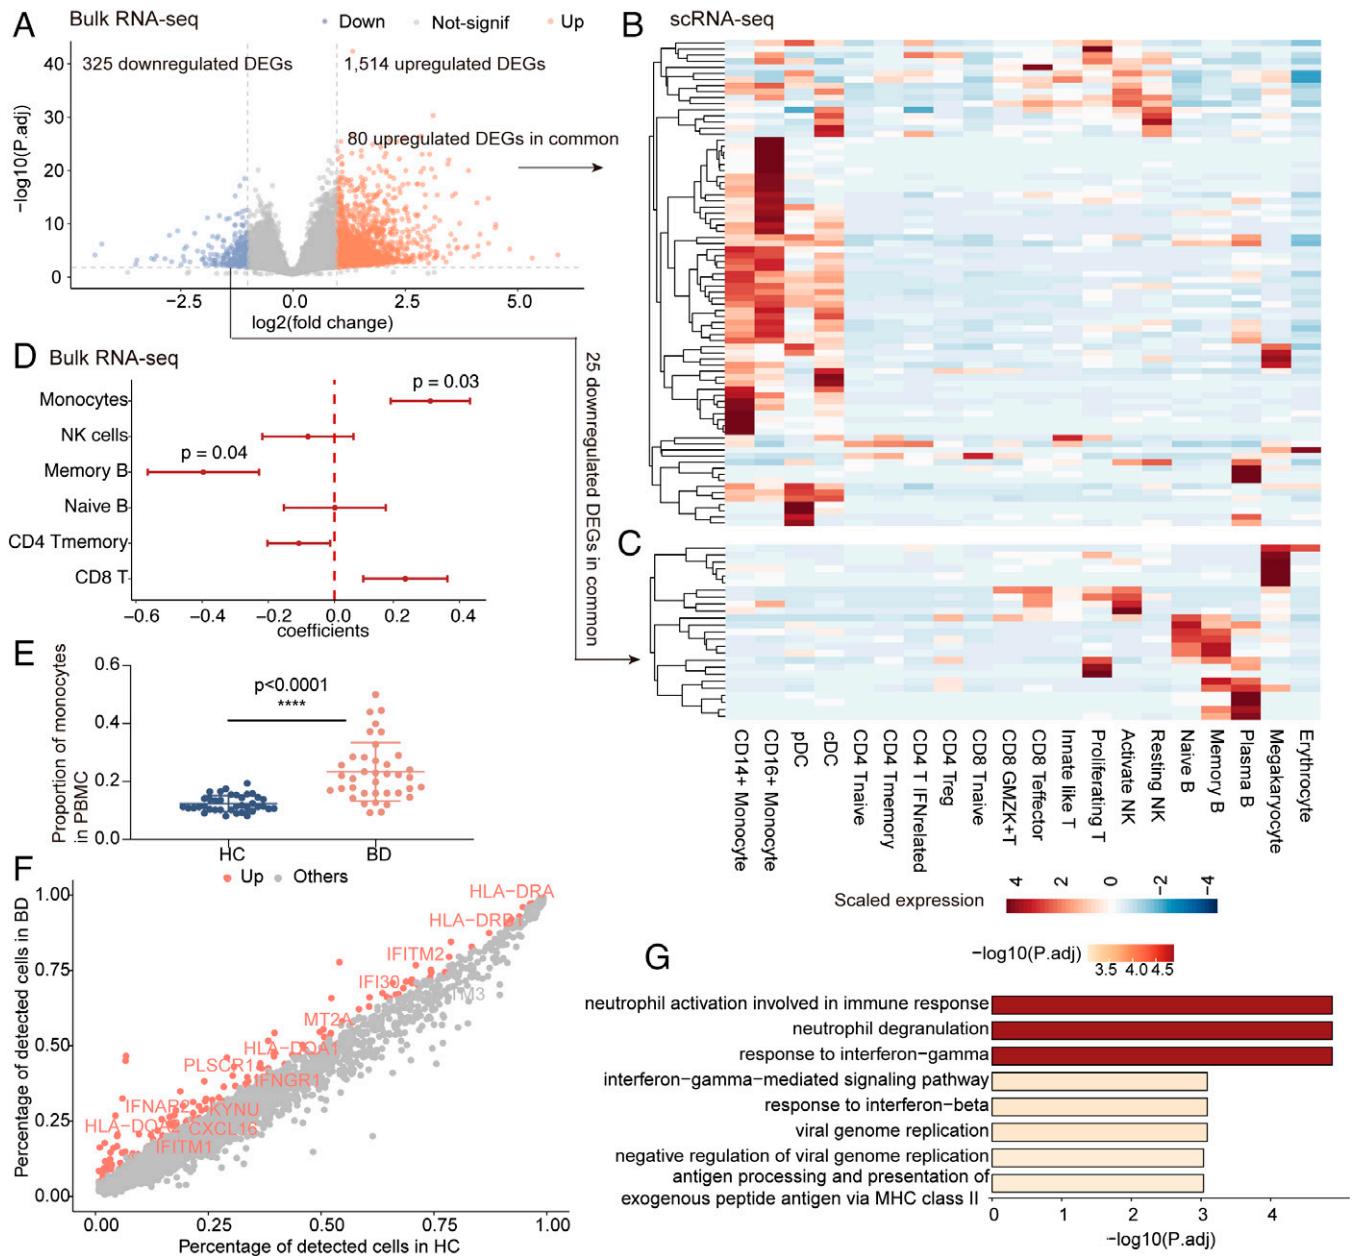 A
Bulk RNA-seq
Down
Not-signif
Up
325 downregulated DEGs
1,514 upregulated DEGs
80 upregulated DEGs in common
−log10(P.adj)
40
30
20
10
0
−2.5
0.0
2.5
5.0
log2(fold change)
B
scRNA-seq
25 downregulated DEGs in common
D
Bulk RNA-seq
Monocytes
NK cells
Memory B
Naive B
CD4 Tmemory
CD8 T
p = 0.03
p = 0.04
−0.6
−0.4
−0.2
0.0
0.2
0.4
coefficients
C
CD14+ Monocyte
CD16+ Monocyte
pDC
cDC
CD4 Tnaive
CD4 Tmemory
CD4 T IFNrelated
CD4 Treg
CD8 Tnaive
CD8 GMZK+T
CD8 Teffector
Innate like T
Proliferating T
Activate NK
Resting NK
Naive B
Memory B
Plasma B
Megakaryocyte
Erythrocyte
Scaled expression
4
2
0
−2
−4
E
Proportion of monocytes
in PBMC
0.6
0.4
0.2
0.0
p<0.0001
****
HC
BD
F
Up
Others
Percentage of detected cells in BD
1.00
0.75
0.50
0.25
0.00
HLA−DRA
HLA−DRB1
IFITM2
IFI30
MT2A
HLA−DQA1
PLSCR1
IFNGR1
IFNAR2
KYNU
HLA−DQA2
CXCL16
IFITM1
0.00
0.25
0.50
0.75
1.00
Percentage of detected cells in HC
G
−log10(P.adj)
3.5
4.0
4.5
neutrophil activation involved in immune response
neutrophil degranulation
response to interferon−gamma
interferon−gamma−mediated signaling pathway
response to interferon−beta
viral genome replication
negative regulation of viral genome replication
antigen processing and presentation of
exogenous peptide antigen via MHC class II
0
1
2
3
4
−log10(P.adj)